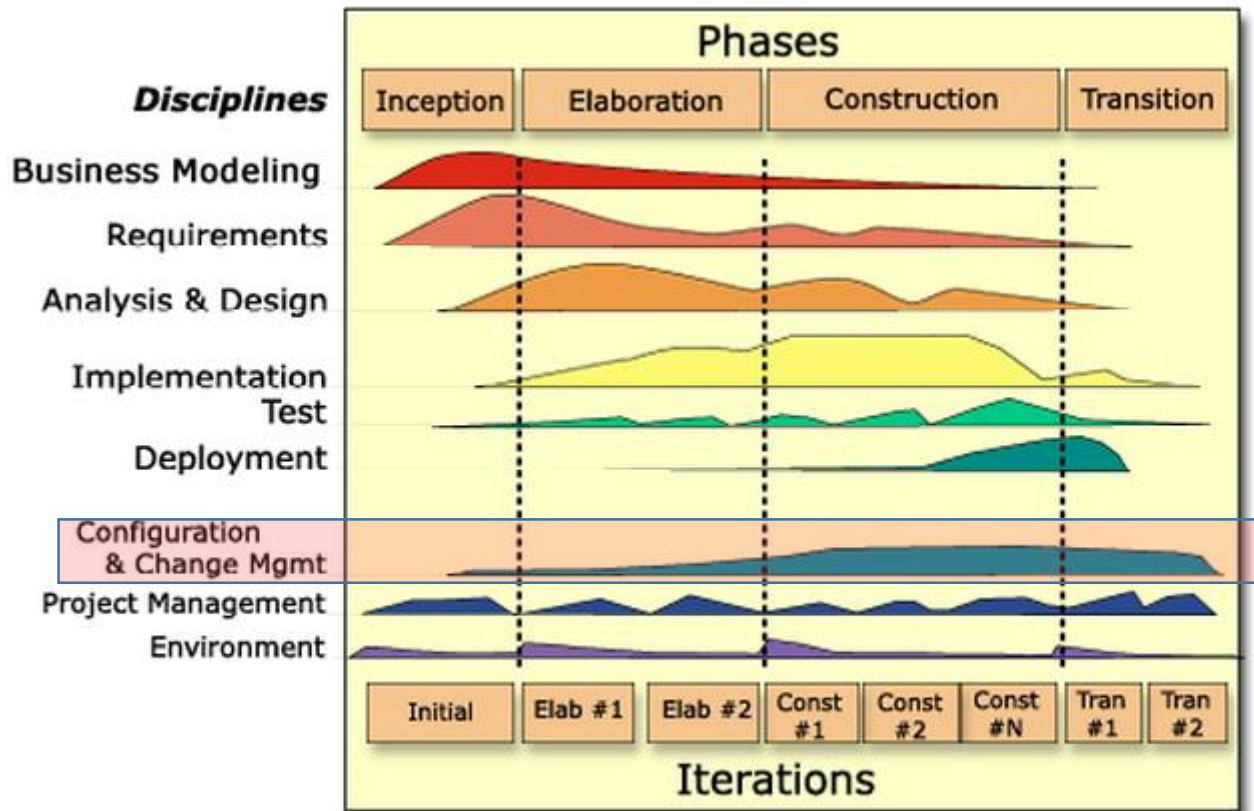 Phases
Disciplines
Inception
Elaboration
Construction
Transition
Business Modeling
Requirements
Analysis & Design
Implementation
Test
Deployment
Configuration
& Change Mgmt
Project Management
Environment
Initial
Elab #1
Elab #2
Const
#1
Const
#2
Const
#N
Tran
#1
Tran
#2
Iterations